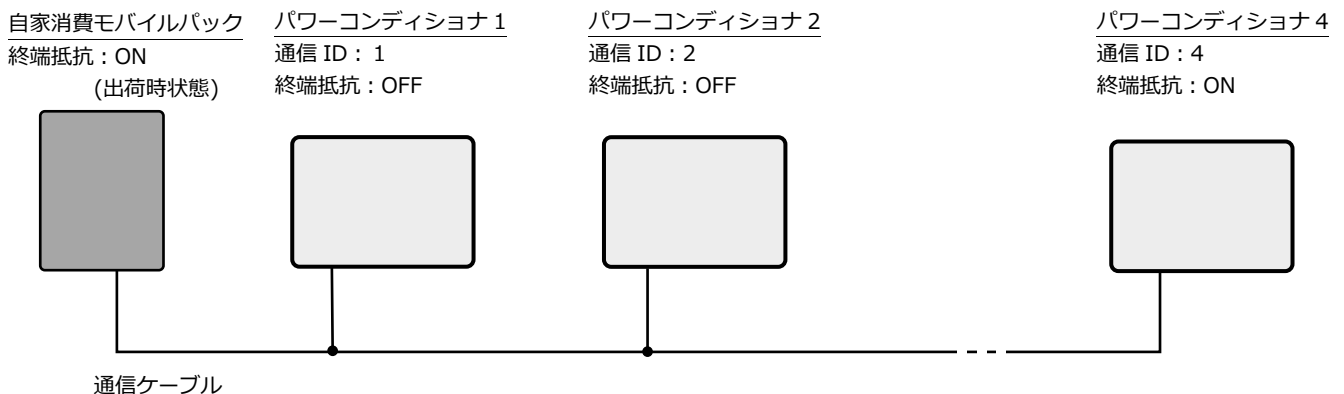 自家消費モバイルパック
終端抵抗：ON
(出荷時状態)
パワーコンディショナ 1
通信 ID： 1
終端抵抗：OFF
パワーコンディショナ 2
通信 ID：2
終端抵抗：OFF
パワーコンディショナ 4
通信 ID：4
終端抵抗：ON
通信ケーブル